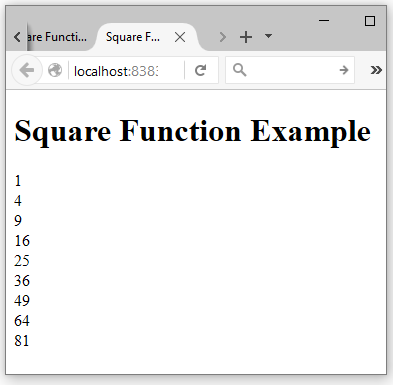 are Functi...
Square F...
localhost:8383
Square Function Example
1
4
9
16
25
36
49
64
81